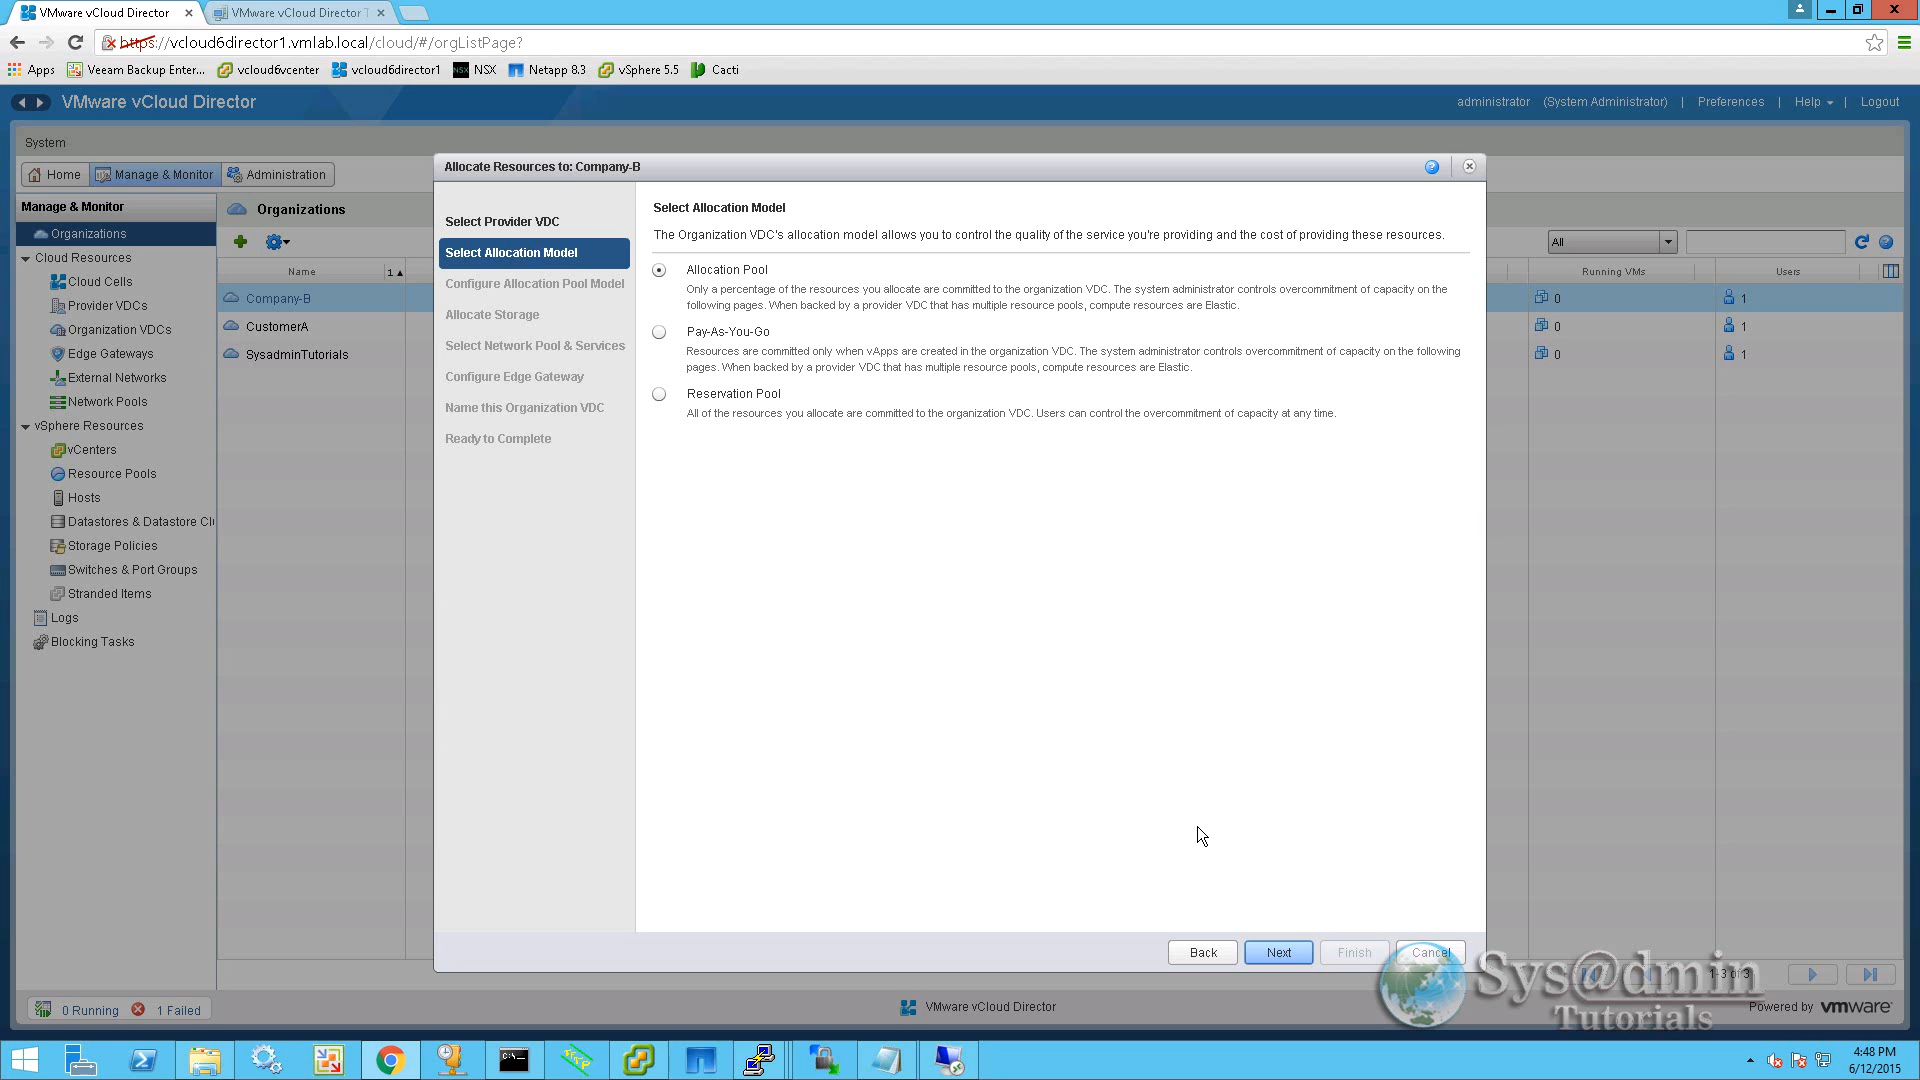 VMware vCloud Director
VMware vCloud Director T
https://vcloud6director1.vmlab.local/cloud/#/orgListPage?
Apps
Veeam Backup Enter...
vcloud6vcenter
vcloud6director1
NSX
Netapp 8.3
vSphere 5.5
Cacti
VMware vCloud Director
administrator (System Administrator) | Preferences | Help | Logout
System
Home
Manage & Monitor
Administration
Manage & Monitor
Organizations
Cloud Resources
Cloud Cells
Provider VDCs
Organization VDCs
Edge Gateways
External Networks
Network Pools
vSphere Resources
vCenters
Resource Pools
Hosts
Datastores & Datastore Cl
Storage Policies
Switches & Port Groups
Stranded Items
Logs
Blocking Tasks
Organizations
All
Name
1
Running VMs
Users
Company-B
0
1
CustomerA
0
1
SysadminTutorials
0
1
Allocate Resources to: Company-B
Select Provider VDC
Select Allocation Model
Configure Allocation Pool Model
Allocate Storage
Select Network Pool & Services
Configure Edge Gateway
Name this Organization VDC
Ready to Complete
Select Allocation Model
The Organization VDC's allocation model allows you to control the quality of the service you're providing and the cost of providing these resources.
Allocation Pool
Only a percentage of the resources you allocate are committed to the organization VDC. The system administrator controls overcommitment of capacity on the
following pages. When backed by a provider VDC that has multiple resource pools, compute resources are Elastic.
Pay-As-You-Go
Resources are committed only when vApps are created in the organization VDC. The system administrator controls overcommitment of capacity on the following
pages. When backed by a provider VDC that has multiple resource pools, compute resources are Elastic.
Reservation Pool
All of the resources you allocate are committed to the organization VDC. Users can control the overcommitment of capacity at any time.
Back
Next
Finish
Cancel
1-3 of 3
Sys@dmin
Tutorials
0 Running
1 Failed
VMware vCloud Director
Powered by vmware
4:48 PM
6/12/2015